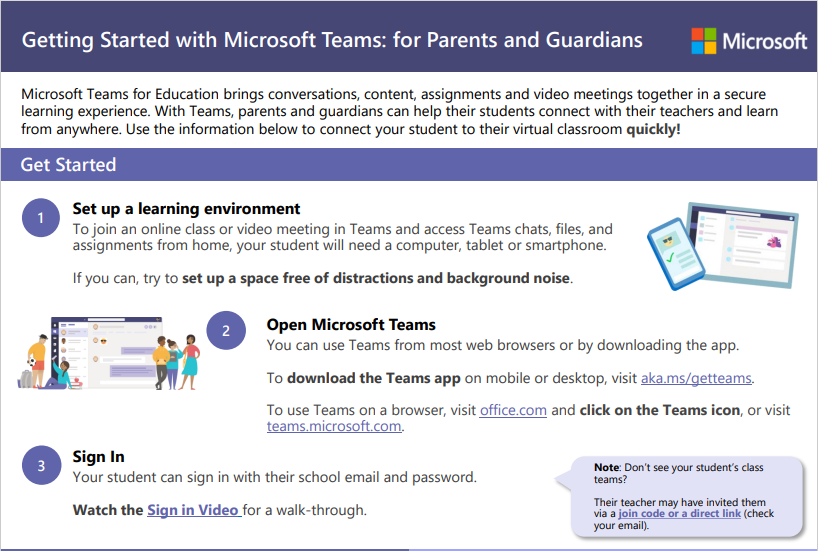 Getting Started with Microsoft Teams: for Parents and Guardians
Microsoft
Microsoft Teams for Education brings conversations, content, assignments and video meetings together in a secure
learning experience. With Teams, parents and guardians can help their students connect with their teachers and learn
from anywhere. Use the information below to connect your student to their virtual classroom quickly!
Get Started
1
Set up a learning environment
To join an online class or video meeting in Teams and access Teams chats, files, and
assignments from home, your student will need a computer, tablet or smartphone.
If you can, try to set up a space free of distractions and background noise.
2
Open Microsoft Teams
You can use Teams from most web browsers or by downloading the app.
To download the Teams app on mobile or desktop, visit aka.ms/getteams.
To use Teams on a browser, visit office.com and click on the Teams icon, or visit
teams.microsoft.com.
3
Sign In
Your student can sign in with their school email and password.
Watch the Sign in Video for a walk-through.
Note: Don't see your student's class
teams?
Their teacher may have invited them
via a join code or a direct link (check
your email).